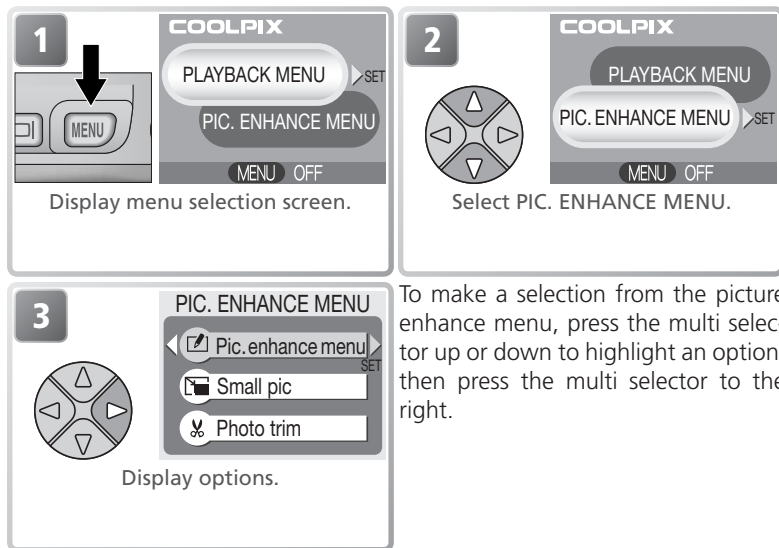 1
COOLPIX
PLAYBACK MENU
SET
PIC. ENHANCE MENU
MENU
MENU OFF
Display menu selection screen.
2
COOLPIX
PLAYBACK MENU
PIC. ENHANCE MENU
SET
MENU OFF
Select PIC. ENHANCE MENU.
3
PIC. ENHANCE MENU
Pic. enhance menu
SET
Small pic
Photo trim
Display options.
To make a selection from the picture
enhance menu, press the multi selec-
tor up or down to highlight an option
then press the multi selector to the
right.